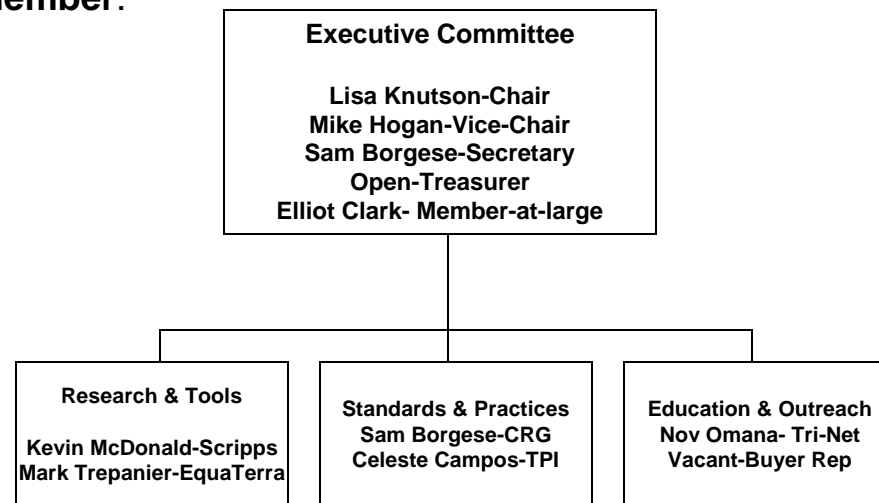 Executive Committee
Lisa Knutson-Chair
Mike Hogan-Vice-Chair
Sam Borgese-Secretary
Open-Treasurer
Elliot Clark- Member-at-large
Research & Tools
Kevin McDonald-Scripps
Mark Trepanier-EquaTerra
Standards & Practices
Sam Borgese-CRG
Celeste Campos-TPI
Education & Outreach
Nov Omana- Tri-Net
Vacant-Buyer Rep